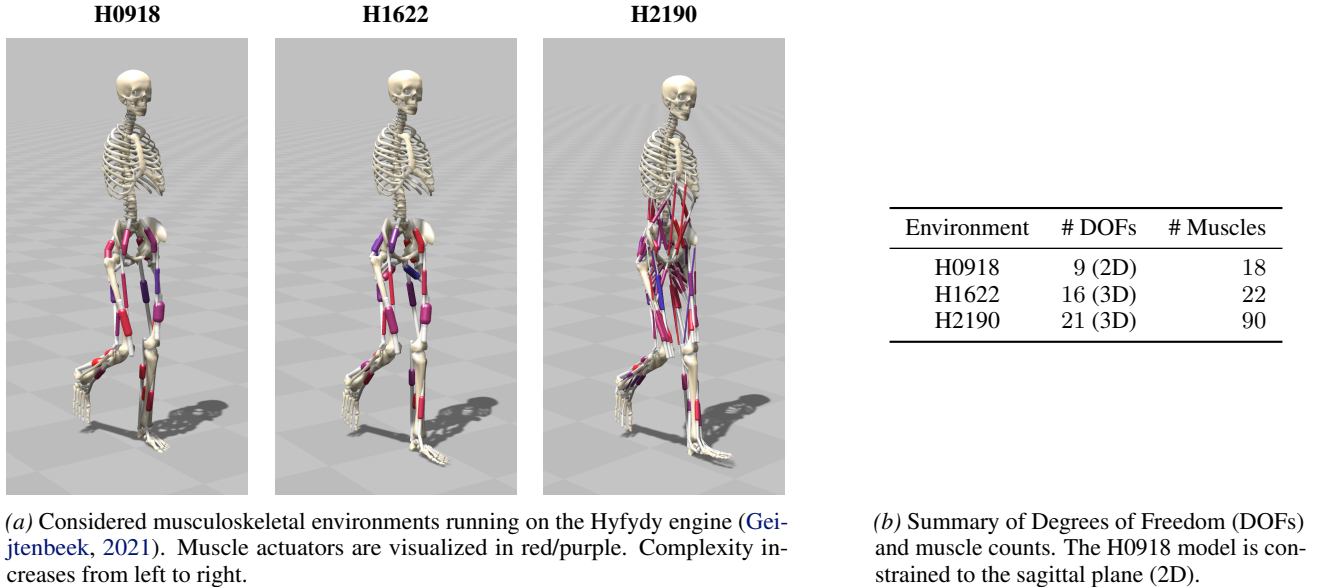 H0918 H1622 H2190
Environment # DOFs # Muscles
H0918 9 (2D) 18
H1622 16 (3D) 22
H2190 21 (3D) 90
(a) Considered musculoskeletal environments running on the Hyfydy engine (Gei-
jtenbeek, 2021). Muscle actuators are visualized in red/purple. Complexity in-
creases from left to right.
(b) Summary of Degrees of Freedom (DOFs)
and muscle counts. The H0918 model is con-
strained to the sagittal plane (2D).